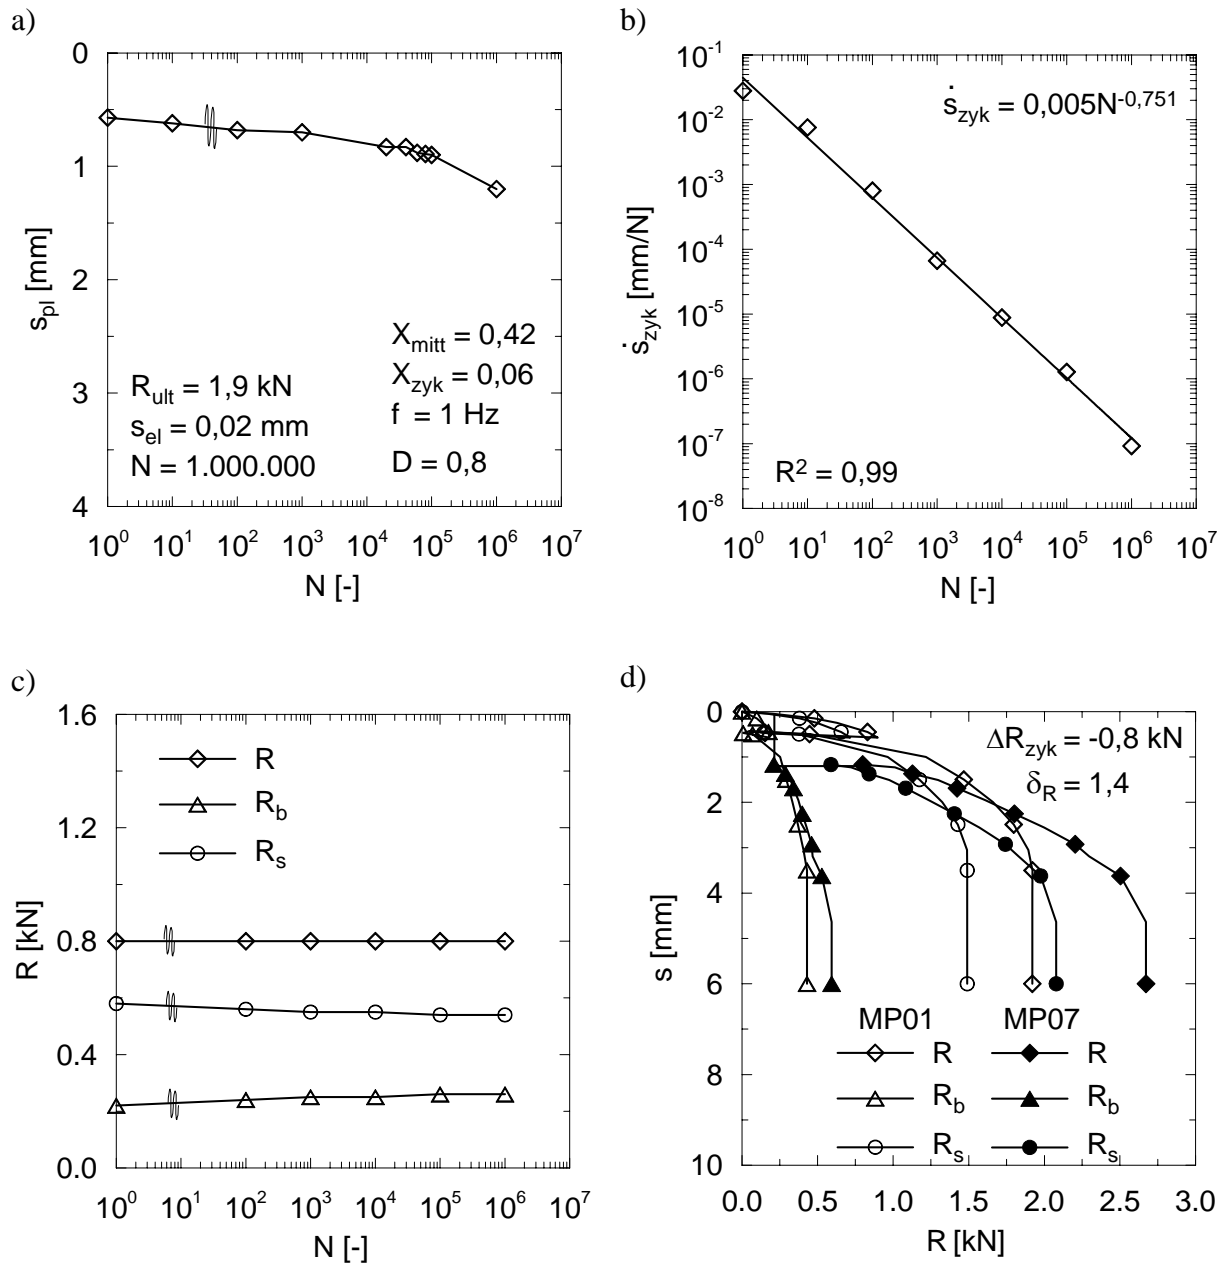 a)
0
1
2
3
4
s_pl [mm]
R_ult = 1,9 kN
s_el = 0,02 mm
N = 1.000.000
X_mitt = 0,42
X_zyk = 0,06
f = 1 Hz
D = 0,8
10^0 10^1 10^2 10^3 10^4 10^5 10^6 10^7
N [-]
b)
10^-1
10^-2
10^-3
10^-4
10^-5
10^-6
10^-7
10^-8
ṡ_zyk [mm/N]
ṡ_zyk = 0,005N^-0,751
R^2 = 0,99
10^0 10^1 10^2 10^3 10^4 10^5 10^6 10^7
N [-]
c)
1.6
1.2
0.8
0.4
0.0
R [kN]
R
R_b
R_s
10^0 10^1 10^2 10^3 10^4 10^5 10^6 10^7
N [-]
d)
0
2
4
6
8
10
s [mm]
ΔR_zyk = -0,8 kN
δ_R = 1,4
MP01 MP07
R R
R_b R_b
R_s R_s
0.0 0.5 1.0 1.5 2.0 2.5 3.0
R [kN]